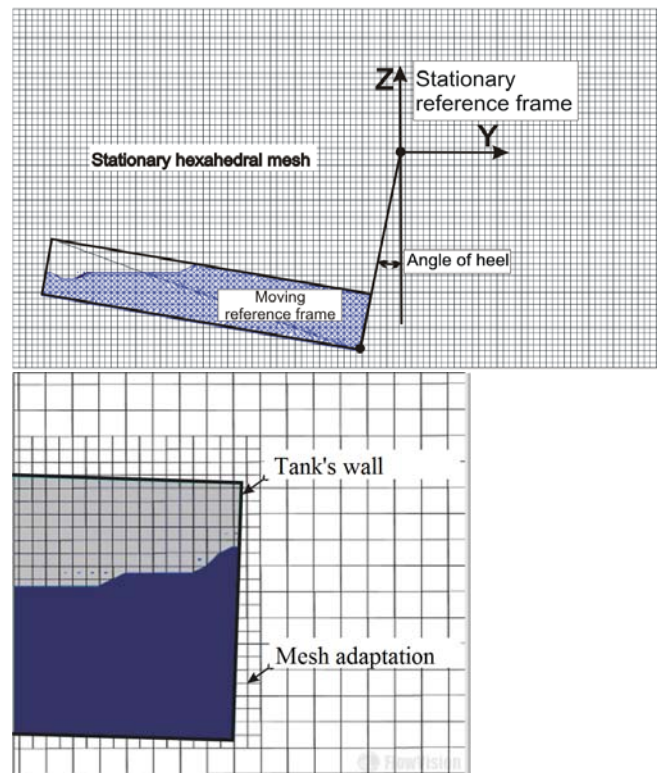 Z
Stationary
reference frame
Y
Stationary hexahedral mesh
Angle of heel
Moving
reference frame
Tank's wall
Mesh adaptation
FlowVision